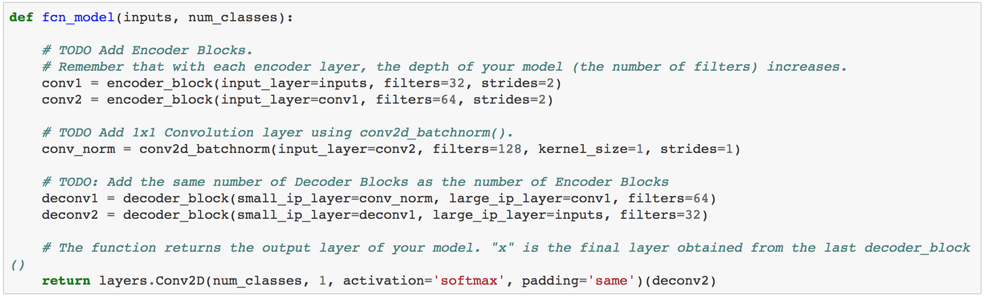 def fcn_model(inputs, num_classes):
    # TODO Add Encoder Blocks.
    # Remember that with each encoder layer, the depth of your model (the number of filters) increases.
    conv1 = encoder_block(input_layer=inputs, filters=32, strides=2)
    conv2 = encoder_block(input_layer=conv1, filters=64, strides=2)
    # TODO Add 1x1 Convolution layer using conv2d_batchnorm().
    conv_norm = conv2d_batchnorm(input_layer=conv2, filters=128, kernel_size=1, strides=1)
    # TODO: Add the same number of Decoder Blocks as the number of Encoder Blocks
    deconv1 = decoder_block(small_ip_layer=conv_norm, large_ip_layer=conv1, filters=64)
    deconv2 = decoder_block(small_ip_layer=deconv1, large_ip_layer=inputs, filters=32)
    # The function returns the output layer of your model. "x" is the final layer obtained from the last decoder_block
()
    return layers.Conv2D(num_classes, 1, activation='softmax', padding='same')(deconv2)